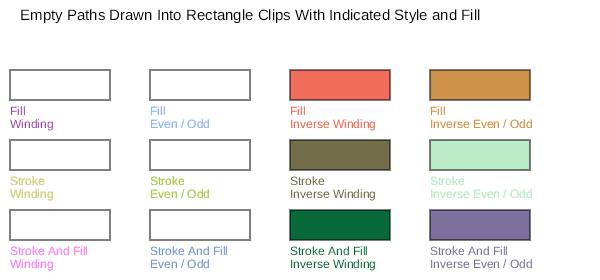 Empty Paths Drawn Into Rectangle Clips With Indicated Style and Fill
Fill
Winding
Fill
Even / Odd
Fill
Inverse Winding
Fill
Inverse Even / Odd
Stroke
Winding
Stroke
Even / Odd
Stroke
Inverse Winding
Stroke
Inverse Even / Odd
Stroke And Fill
Winding
Stroke And Fill
Even / Odd
Stroke And Fill
Inverse Winding
Stroke And Fill
Inverse Even / Odd